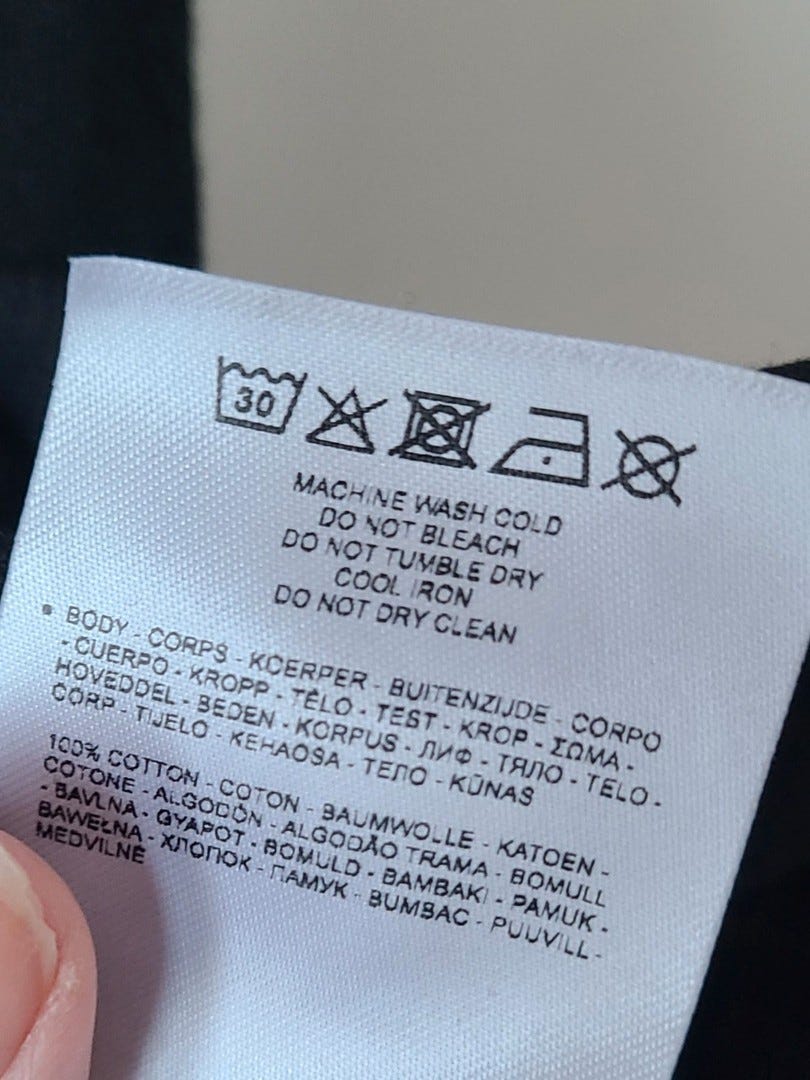 30
MACHINE WASH COLD
DO NOT BLEACH
DO NOT TUMBLE DRY
COOL IRON
DO NOT DRY CLEAN
• BODY - CORPS - KOERPER - BUITENZIJDE - CORPO
- CUERPO - KROPP - TĚLO - TEST - KROP - ΣΩΜΑ -
HOVEDDEL - BEDEN - KORPUS - ЛИФ - ТЯЛО - TELO -
CORP - TIJELO - KEHAOSA - ТЕЛО - KŪNAS
100% COTTON - COTON - BAUMWOLLE - KATOEN -
COTONE - ALGODÓN - ALGODÃO TRAMA - BOMULL
- BAVLNA - GYAPOT - BOMULD - BAMBAKI - PAMUK -
BAWEŁNA - ХЛОПОК - ПАМУК - BUMBAC - PUUVILL -
MEDVILNĖ